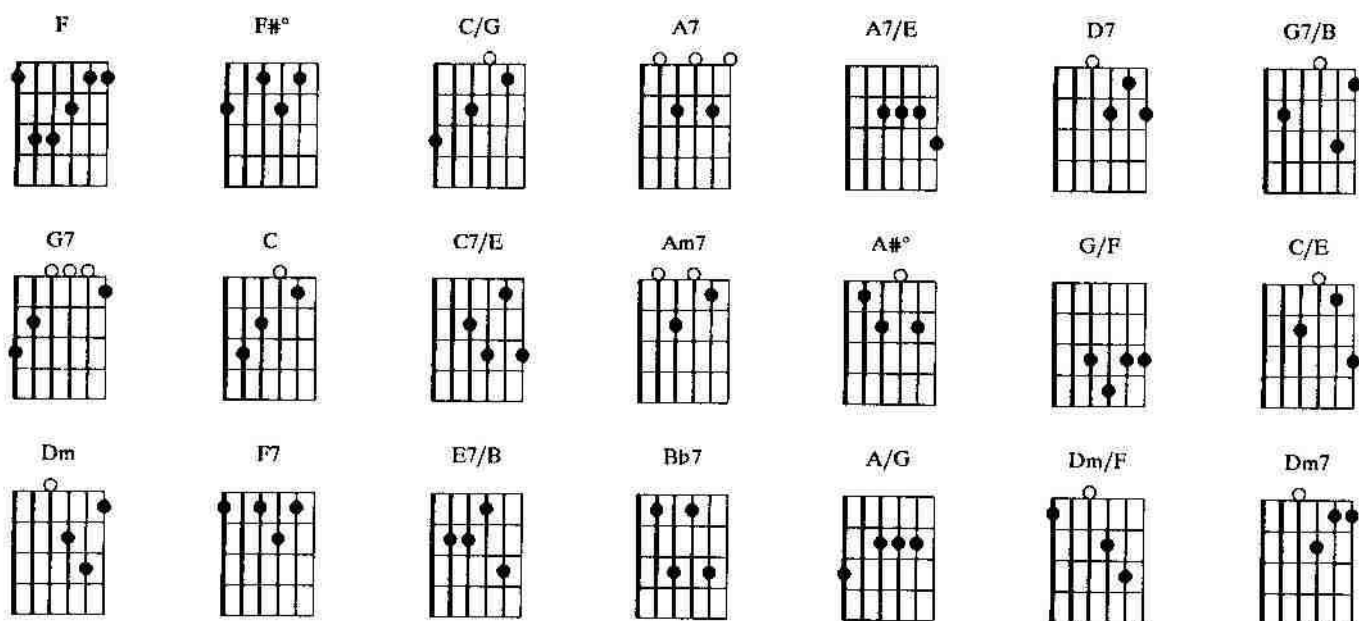 F F#° C/G A7 A7/E D7 G7/B
G7 C C7/E Am7 A#° G/F C/E
Dm F7 E7/B Bb7 A/G Dm/F Dm7